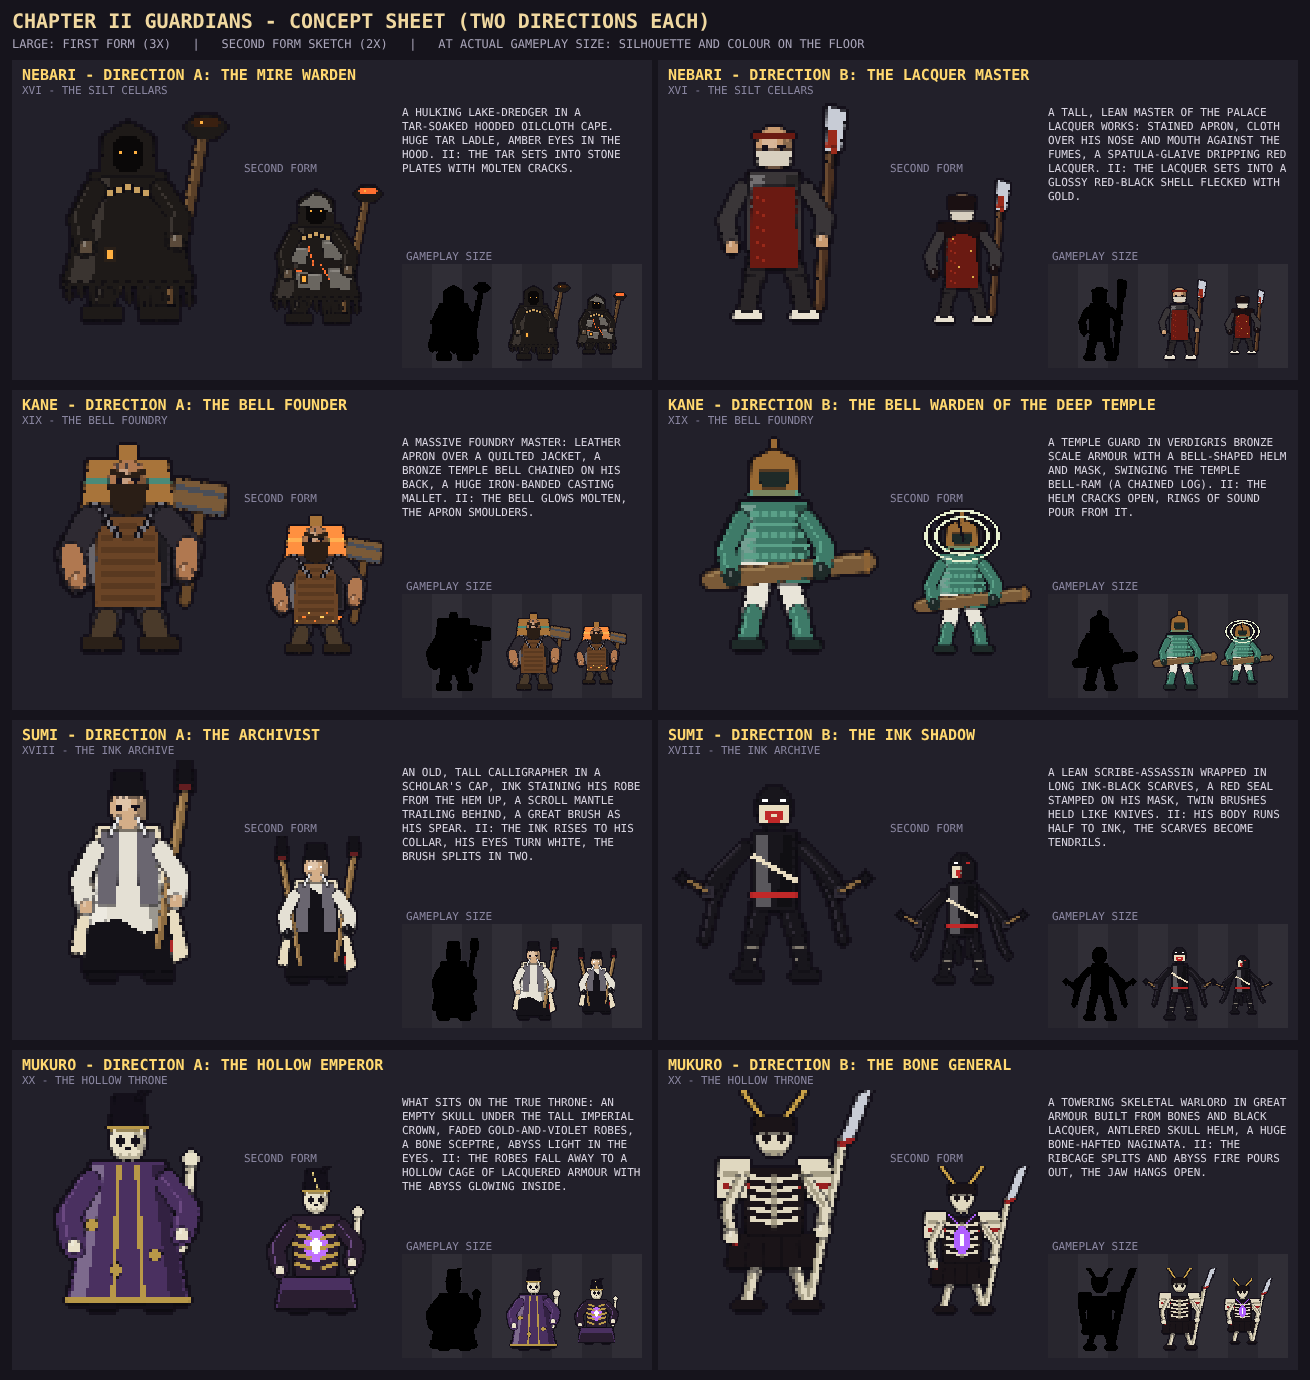 CHAPTER II GUARDIANS - CONCEPT SHEET (TWO DIRECTIONS EACH)
LARGE: FIRST FORM (3X)   |   SECOND FORM SKETCH (2X)   |   AT ACTUAL GAMEPLAY SIZE: SILHOUETTE AND COLOUR ON THE FLOOR
NEBARI - DIRECTION A: THE MIRE WARDEN
XVI - THE SILT CELLARS
A HULKING LAKE-DREDGER IN A
TAR-SOAKED HOODED OILCLOTH CAPE.
HUGE TAR LADLE, AMBER EYES IN THE
HOOD. II: THE TAR SETS INTO STONE
PLATES WITH MOLTEN CRACKS.
SECOND FORM
GAMEPLAY SIZE
NEBARI - DIRECTION B: THE LACQUER MASTER
XVI - THE SILT CELLARS
A TALL, LEAN MASTER OF THE PALACE
LACQUER WORKS: STAINED APRON, CLOTH
OVER HIS NOSE AND MOUTH AGAINST THE
FUMES, A SPATULA-GLAIVE DRIPPING RED
LACQUER. II: THE LACQUER SETS INTO A
GLOSSY RED-BLACK SHELL FLECKED WITH
GOLD.
SECOND FORM
GAMEPLAY SIZE
KANE - DIRECTION A: THE BELL FOUNDER
XIX - THE BELL FOUNDRY
A MASSIVE FOUNDRY MASTER: LEATHER
APRON OVER A QUILTED JACKET, A
BRONZE TEMPLE BELL CHAINED ON HIS
BACK, A HUGE IRON-BANDED CASTING
MALLET. II: THE BELL GLOWS MOLTEN,
THE APRON SMOULDERS.
SECOND FORM
GAMEPLAY SIZE
KANE - DIRECTION B: THE BELL WARDEN OF THE DEEP TEMPLE
XIX - THE BELL FOUNDRY
A TEMPLE GUARD IN VERDIGRIS BRONZE
SCALE ARMOUR WITH A BELL-SHAPED HELM
AND MASK, SWINGING THE TEMPLE
BELL-RAM (A CHAINED LOG). II: THE
HELM CRACKS OPEN, RINGS OF SOUND
POUR FROM IT.
SECOND FORM
GAMEPLAY SIZE
SUMI - DIRECTION A: THE ARCHIVIST
XVIII - THE INK ARCHIVE
AN OLD, TALL CALLIGRAPHER IN A
SCHOLAR'S CAP, INK STAINING HIS ROBE
FROM THE HEM UP, A SCROLL MANTLE
TRAILING BEHIND, A GREAT BRUSH AS
HIS SPEAR. II: THE INK RISES TO HIS
COLLAR, HIS EYES TURN WHITE, THE
BRUSH SPLITS IN TWO.
SECOND FORM
GAMEPLAY SIZE
SUMI - DIRECTION B: THE INK SHADOW
XVIII - THE INK ARCHIVE
A LEAN SCRIBE-ASSASSIN WRAPPED IN
LONG INK-BLACK SCARVES, A RED SEAL
STAMPED ON HIS MASK, TWIN BRUSHES
HELD LIKE KNIVES. II: HIS BODY RUNS
HALF TO INK, THE SCARVES BECOME
TENDRILS.
SECOND FORM
GAMEPLAY SIZE
MUKURO - DIRECTION A: THE HOLLOW EMPEROR
XX - THE HOLLOW THRONE
WHAT SITS ON THE TRUE THRONE: AN
EMPTY SKULL UNDER THE TALL IMPERIAL
CROWN, FADED GOLD-AND-VIOLET ROBES,
A BONE SCEPTRE, ABYSS LIGHT IN THE
EYES. II: THE ROBES FALL AWAY TO A
HOLLOW CAGE OF LACQUERED ARMOUR WITH
THE ABYSS GLOWING INSIDE.
SECOND FORM
GAMEPLAY SIZE
MUKURO - DIRECTION B: THE BONE GENERAL
XX - THE HOLLOW THRONE
A TOWERING SKELETAL WARLORD IN GREAT
ARMOUR BUILT FROM BONES AND BLACK
LACQUER, ANTLERED SKULL HELM, A HUGE
BONE-HAFTED NAGINATA. II: THE
RIBCAGE SPLITS AND ABYSS FIRE POURS
OUT, THE JAW HANGS OPEN.
SECOND FORM
GAMEPLAY SIZE